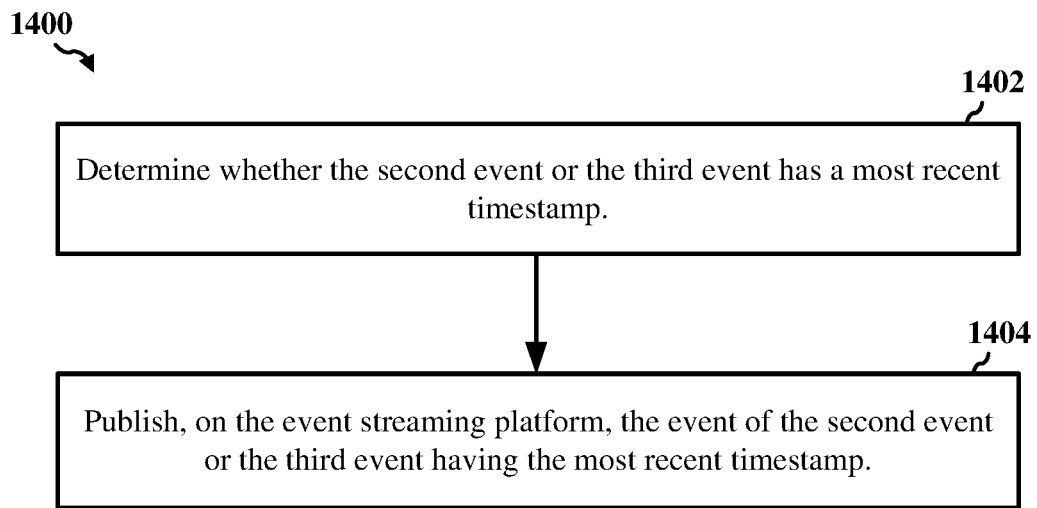 1400
1402
Determine whether the second event or the third event has a most recent
timestamp.
1404
Publish, on the event streaming platform, the event of the second event
or the third event having the most recent timestamp.